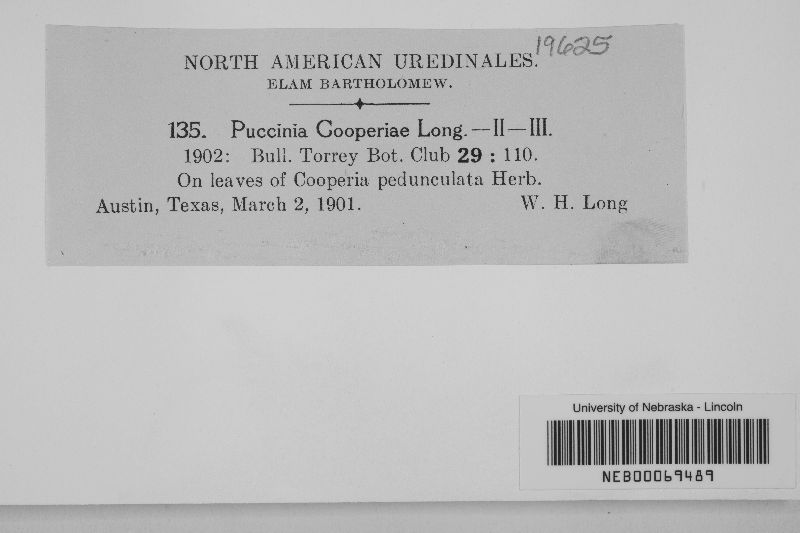 19625
NORTH AMERICAN UREDINALES.
ELAM BARTHOLOMEW.
135. Puccinia Cooperiae Long.—II—III.
1902: Bull. Torrey Bot. Club 29 : 110.
On leaves of Cooperia pedunculata Herb.
Austin, Texas, March 2, 1901. W. H. Long
University of Nebraska - Lincoln
NEB00069489